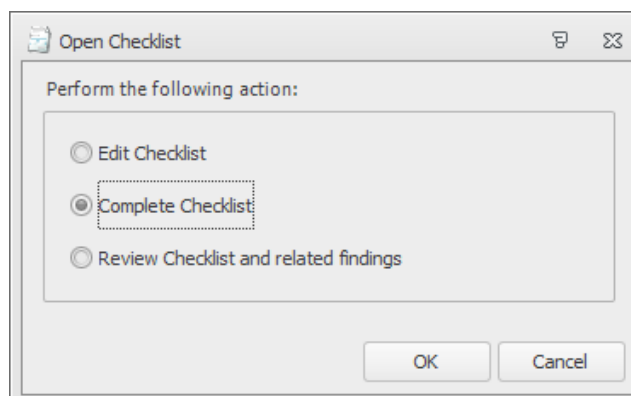 Open Checklist
Perform the following action:
Edit Checklist
Complete Checklist
Review Checklist and related findings
OK Cancel